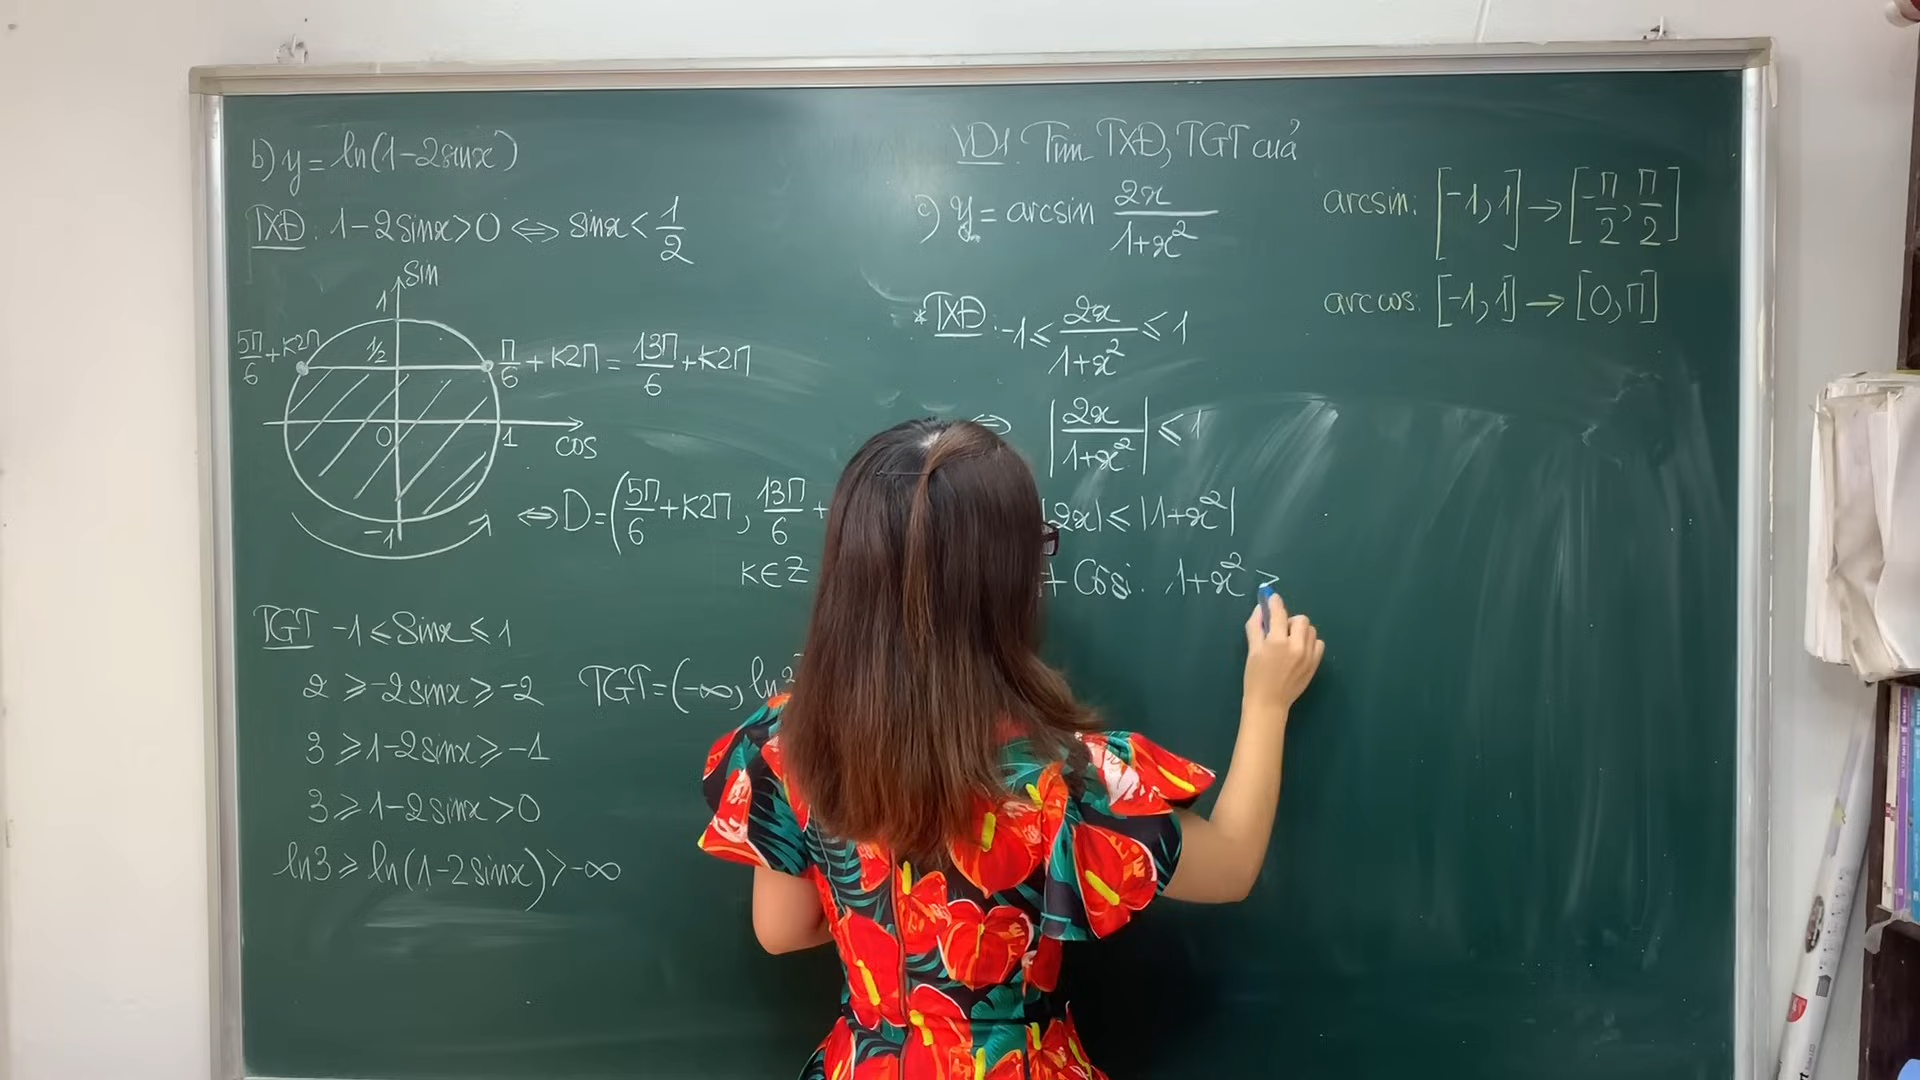 b) y = ln(1-2sinx)
TXĐ: 1-2sinx>0 ⇔ sinx < 1/2
sin
1
5π/6 + k2π
1/2
π/6 + k2π = 13π/6 + k2π
0
1
cos
-1
⇔ D = (5π/6 + k2π, 13π/6 +
k∈Z
TGT -1 ≤ Sinx ≤ 1
2 ≥ -2sinx ≥ -2
TGT = (-∞, ln3
3 ≥ 1-2sinx ≥ -1
3 ≥ 1-2sinx > 0
ln3 ≥ ln(1-2sinx) > -∞
VD1. Tìm TXĐ, TGT của
c) y = arcsin 2x/(1+x²)
* TXĐ: -1 ≤ 2x/(1+x²) ≤ 1
⇔ |2x/(1+x²)| ≤ 1
|2x| ≤ |1+x²|
+ Cosi. 1+x² ≥
arcsin: [-1,1] → [-π/2, π/2]
arccos: [-1,1] → [0,π]